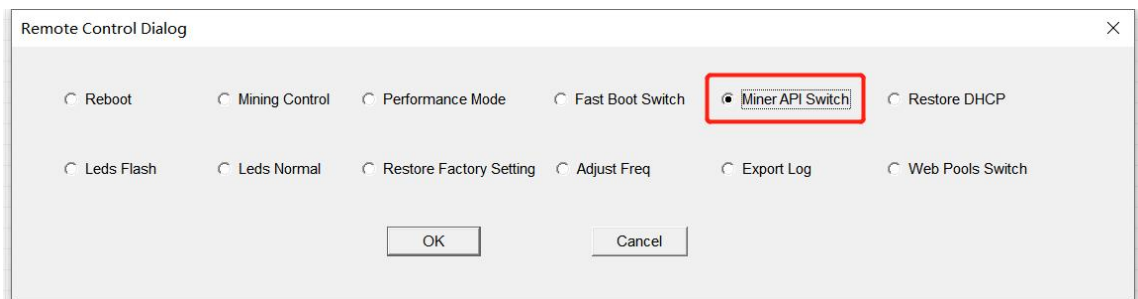 Remote Control Dialog
Reboot Mining Control Performance Mode Fast Boot Switch Miner API Switch Restore DHCP
Leds Flash Leds Normal Restore Factory Setting Adjust Freq Export Log Web Pools Switch
OK Cancel